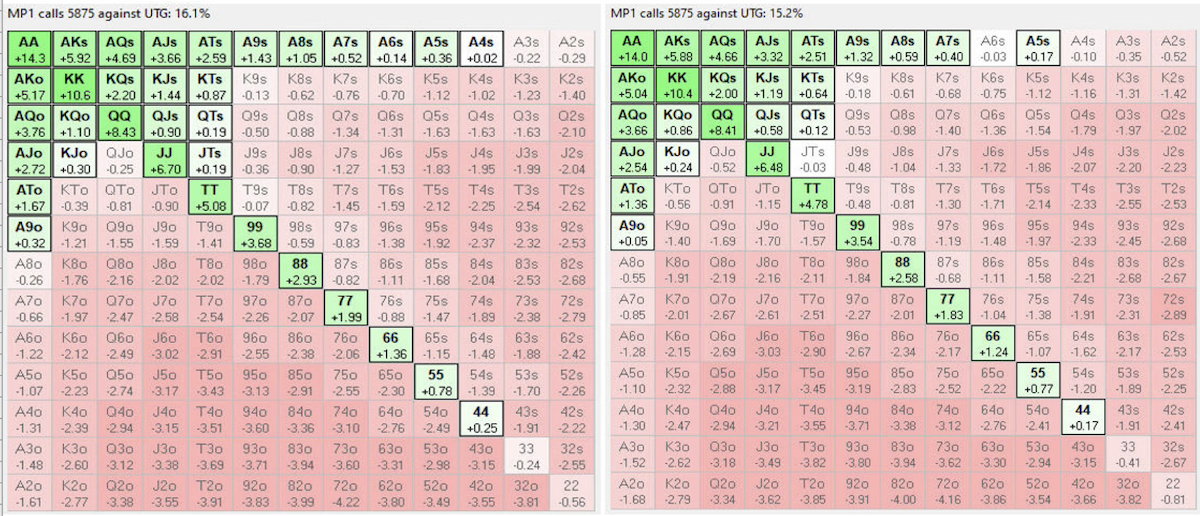 MP1 calls 5875 against UTG: 16.1%
AA AKs AQs AJs ATs A9s A8s A7s A6s A5s A4s A3s A2s
+14.3 +5.92 +4.69 +3.66 +2.59 +1.43 +1.05 +0.52 +0.14 +0.36 +0.02 -0.22 -0.29
AKo KK KQs KJs KTs K9s K8s K7s K6s K5s K4s K3s K2s
+5.17 +10.6 +2.20 +1.44 +0.87 -0.13 -0.62 -0.76 -0.70 -1.12 -1.02 -1.23 -1.40
AQo KQo QQ QJs QTs Q9s Q8s Q7s Q6s Q5s Q4s Q3s Q2s
+3.76 +1.10 +8.43 +0.90 +0.19 -0.50 -0.88 -1.34 -1.31 -1.63 -1.63 -1.63 -2.10
AJo KJo QJo JJ JTs J9s J8s J7s J6s J5s J4s J3s J2s
+2.72 +0.30 -0.25 +6.70 +0.19 -0.36 -0.90 -1.27 -1.53 -1.83 -1.95 -1.99 -2.04
ATo KTo QTo JTo TT T9s T8s T7s T6s T5s T4s T3s T2s
+1.67 -0.39 -0.81 -0.90 +5.08 -0.07 -0.82 -1.45 -1.59 -2.12 -2.25 -2.54 -2.62
A9o K9o Q9o J9o T9o 99 98s 97s 96s 95s 94s 93s 92s
+0.32 -1.21 -1.55 -1.59 -1.41 +3.68 -0.59 -0.83 -1.38 -1.92 -2.37 -2.32 -2.53
A8o K8o Q8o J8o T8o 98o 88 87s 86s 85s 84s 83s 82s
-0.26 -1.76 -2.16 -2.02 -2.02 -1.79 +2.93 -0.82 -1.11 -1.68 -2.04 -2.53 -2.68
A7o K7o Q7o J7o T7o 97o 87o 77 76s 75s 74s 73s 72s
-0.66 -1.97 -2.47 -2.58 -2.54 -2.26 -2.07 +1.99 -0.88 -1.47 -1.89 -2.38 -2.79
A6o K6o Q6o J6o T6o 96o 86o 76o 66 65s 64s 63s 62s
-1.22 -2.12 -2.49 -3.02 -2.91 -2.55 -2.38 -2.06 +1.36 -1.15 -1.48 -1.88 -2.42
A5o K5o Q5o J5o T5o 95o 85o 75o 65o 55 54s 53s 52s
-1.07 -2.23 -2.74 -3.17 -3.43 -3.13 -2.91 -2.55 -2.30 +0.78 -1.39 -1.70 -2.26
A4o K4o Q4o J4o T4o 94o 84o 74o 64o 54o 44 43s 42s
-1.31 -2.39 -2.94 -3.15 -3.51 -3.60 -3.36 -3.10 -2.76 -2.49 +0.25 -1.91 -2.22
A3o K3o Q3o J3o T3o 93o 83o 73o 63o 53o 43o 33 32s
-1.48 -2.60 -3.12 -3.38 -3.69 -3.71 -3.94 -3.60 -3.31 -2.98 -3.15 -0.24 -2.55
A2o K2o Q2o J2o T2o 92o 82o 72o 62o 52o 42o 32o 22
-1.61 -2.77 -3.38 -3.55 -3.91 -3.83 -3.99 -4.22 -3.80 -3.49 -3.55 -3.81 -0.56
MP1 calls 5875 against UTG: 15.2%
AA AKs AQs AJs ATs A9s A8s A7s A6s A5s A4s A3s A2s
+14.0 +5.88 +4.66 +3.32 +2.51 +1.32 +0.59 +0.40 -0.03 +0.17 -0.10 -0.35 -0.52
AKo KK KQs KJs KTs K9s K8s K7s K6s K5s K4s K3s K2s
+5.04 +10.4 +2.00 +1.19 +0.64 -0.18 -0.61 -0.68 -0.75 -1.12 -1.16 -1.31 -1.42
AQo KQo QQ QJs QTs Q9s Q8s Q7s Q6s Q5s Q4s Q3s Q2s
+3.66 +0.86 +8.41 +0.58 +0.12 -0.53 -0.98 -1.40 -1.36 -1.54 -1.79 -1.97 -2.02
AJo KJo QJo JJ JTs J9s J8s J7s J6s J5s J4s J3s J2s
+2.54 +0.24 -0.52 +6.48 -0.03 -0.48 -1.04 -1.33 -1.72 -1.86 -2.07 -2.20 -2.23
ATo KTo QTo JTo TT T9s T8s T7s T6s T5s T4s T3s T2s
+1.36 -0.56 -0.91 -1.15 +4.78 -0.48 -0.81 -1.30 -1.71 -2.14 -2.33 -2.55 -2.53
A9o K9o Q9o J9o T9o 99 98s 97s 96s 95s 94s 93s 92s
+0.05 -1.40 -1.69 -1.70 -1.57 +3.54 -0.78 -1.19 -1.48 -1.97 -2.33 -2.45 -2.68
A8o K8o Q8o J8o T8o 98o 88 87s 86s 85s 84s 83s 82s
-0.55 -1.91 -2.19 -2.16 -2.11 -1.84 +2.58 -0.68 -1.11 -1.58 -2.21 -2.68 -2.67
A7o K7o Q7o J7o T7o 97o 87o 77 76s 75s 74s 73s 72s
-0.85 -2.01 -2.67 -2.61 -2.51 -2.27 -2.01 +1.83 -1.04 -1.38 -1.91 -2.31 -2.89
A6o K6o Q6o J6o T6o 96o 86o 76o 66 65s 64s 63s 62s
-1.28 -2.15 -2.69 -3.03 -2.90 -2.67 -2.34 -2.17 +1.24 -1.07 -1.62 -2.17 -2.53
A5o K5o Q5o J5o T5o 95o 85o 75o 65o 55 54s 53s 52s
-1.10 -2.32 -2.88 -3.17 -3.45 -3.19 -2.83 -2.52 -2.22 +0.77 -1.20 -1.89 -2.25
A4o K4o Q4o J4o T4o 94o 84o 74o 64o 54o 44 43s 42s
-1.30 -2.47 -2.94 -3.21 -3.55 -3.71 -3.38 -3.12 -2.76 -2.41 +0.17 -1.91 -2.41
A3o K3o Q3o J3o T3o 93o 83o 73o 63o 53o 43o 33 32s
-1.52 -2.62 -3.18 -3.49 -3.82 -3.80 -3.94 -3.62 -3.30 -2.94 -3.15 -0.41 -2.67
A2o K2o Q2o J2o T2o 92o 82o 72o 62o 52o 42o 32o 22
-1.68 -2.79 -3.34 -3.62 -3.85 -3.91 -4.00 -4.16 -3.86 -3.54 -3.66 -3.82 -0.81